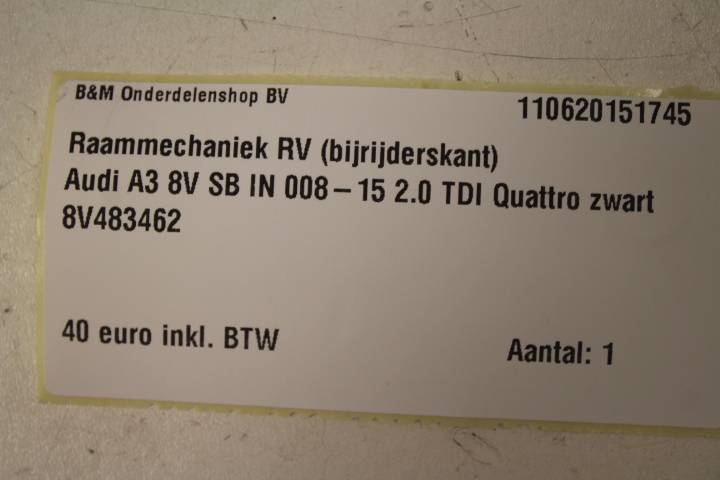 B&M Onderdelenshop BV
110620151745
Raammechaniek RV (bijrijderskant)
Audi A3 8V SB IN 008-15 2.0 TDI Quattro zwart
8V483462
40 euro inkl. BTW
Aantal: 1